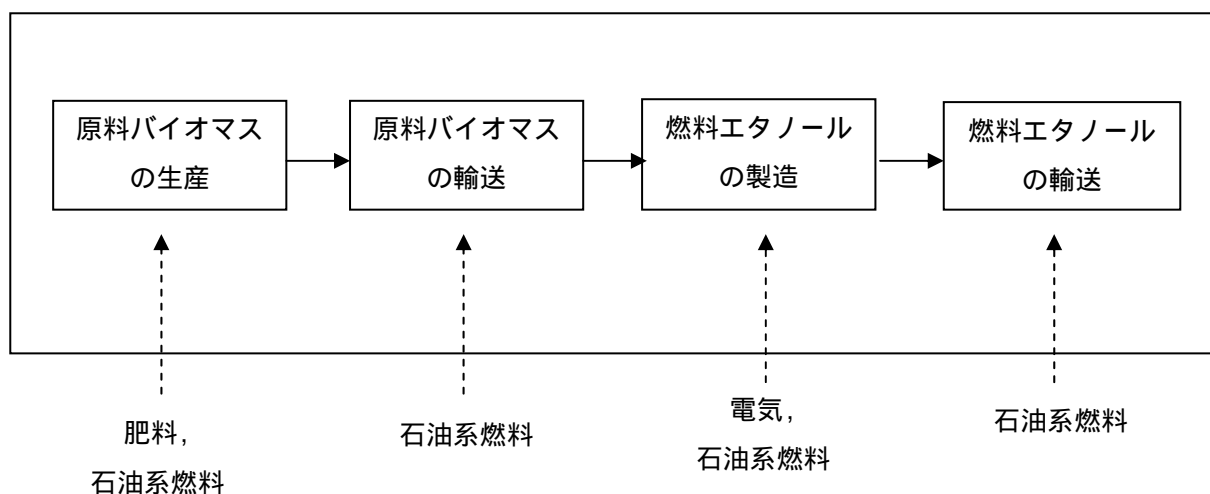 原料バイオマス
の生産
原料バイオマス
の輸送
燃料エタノール
の製造
燃料エタノール
の輸送
肥料,
石油系燃料
石油系燃料
電気,
石油系燃料
石油系燃料